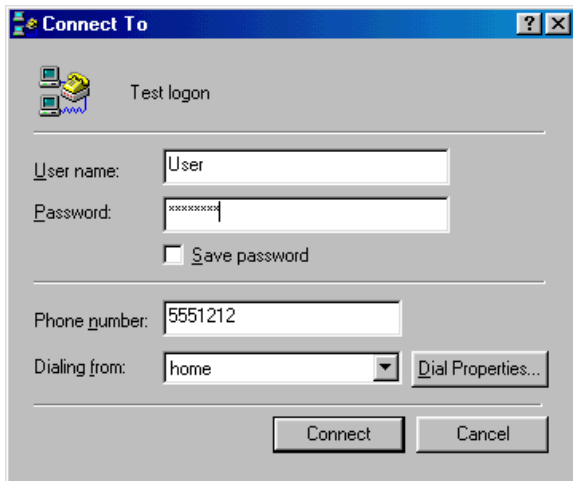 Connect To
Test logon
User name: User
Password: ********
Save password
Phone number: 5551212
Dialing from: home Dial Properties...
Connect Cancel